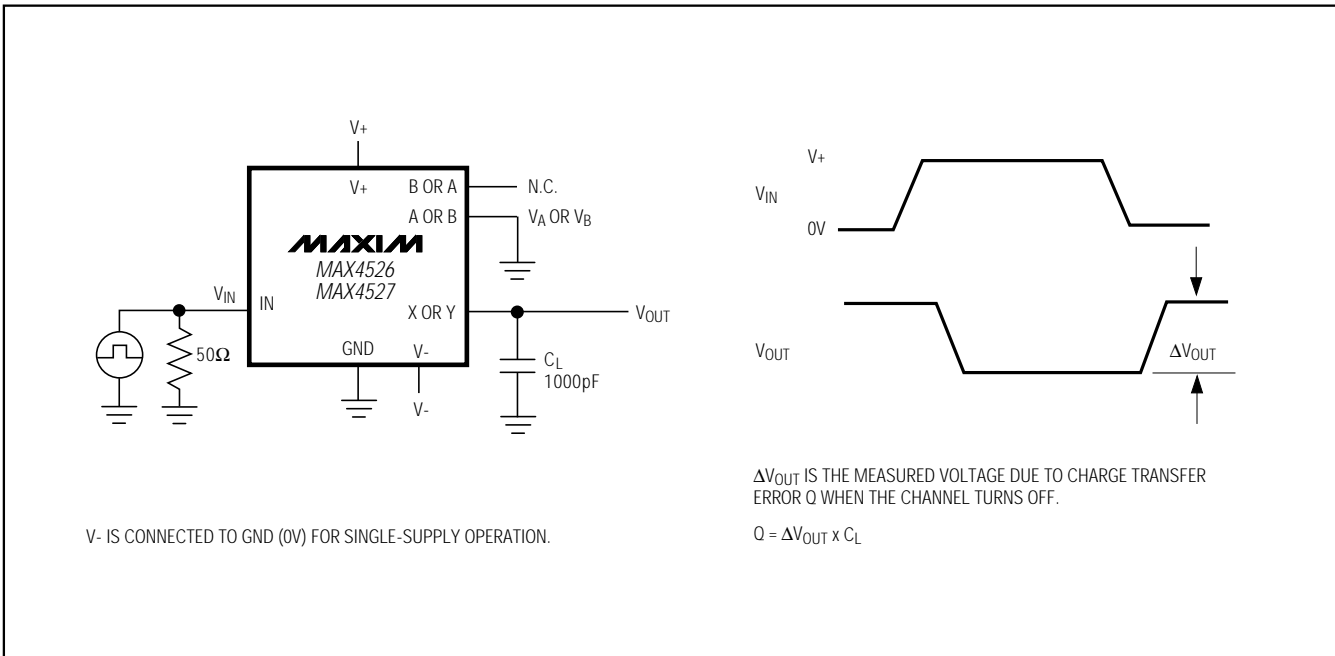 V+
V+
B OR A
N.C.
A OR B
VA OR VB
MAXIM
MAX4526
MAX4527
VIN
IN
X OR Y
VOUT
50Ω
GND
V-
CL
1000pF
V-
V- IS CONNECTED TO GND (0V) FOR SINGLE-SUPPLY OPERATION.
V+
VIN
0V
VOUT
ΔVOUT
ΔVOUT IS THE MEASURED VOLTAGE DUE TO CHARGE TRANSFER
ERROR Q WHEN THE CHANNEL TURNS OFF.
Q = ΔVOUT x CL